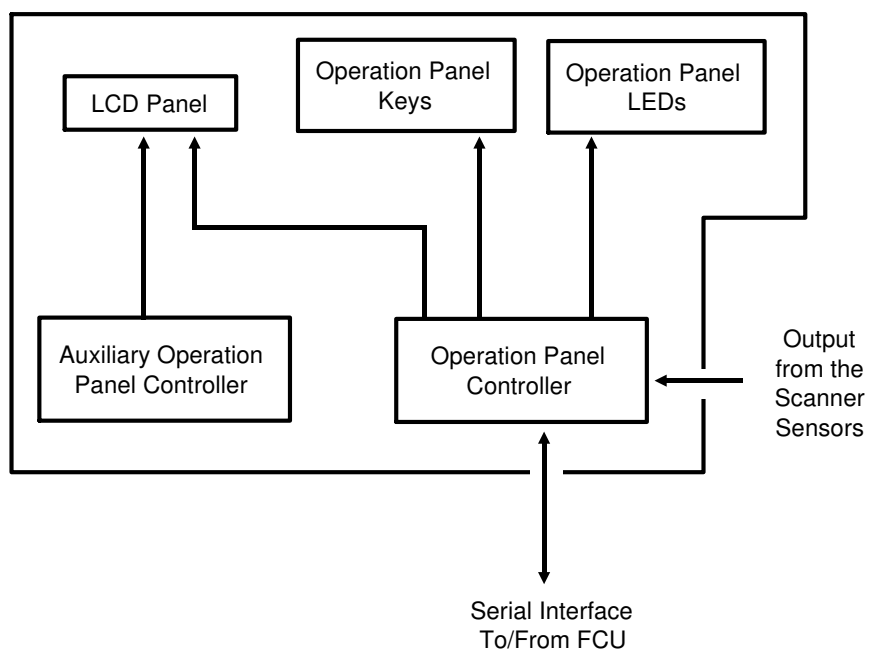 LCD Panel
Operation Panel
Keys
Operation Panel
LEDs
Auxiliary Operation
Panel Controller
Operation Panel
Controller
Output
from the
Scanner
Sensors
Serial Interface
To/From FCU